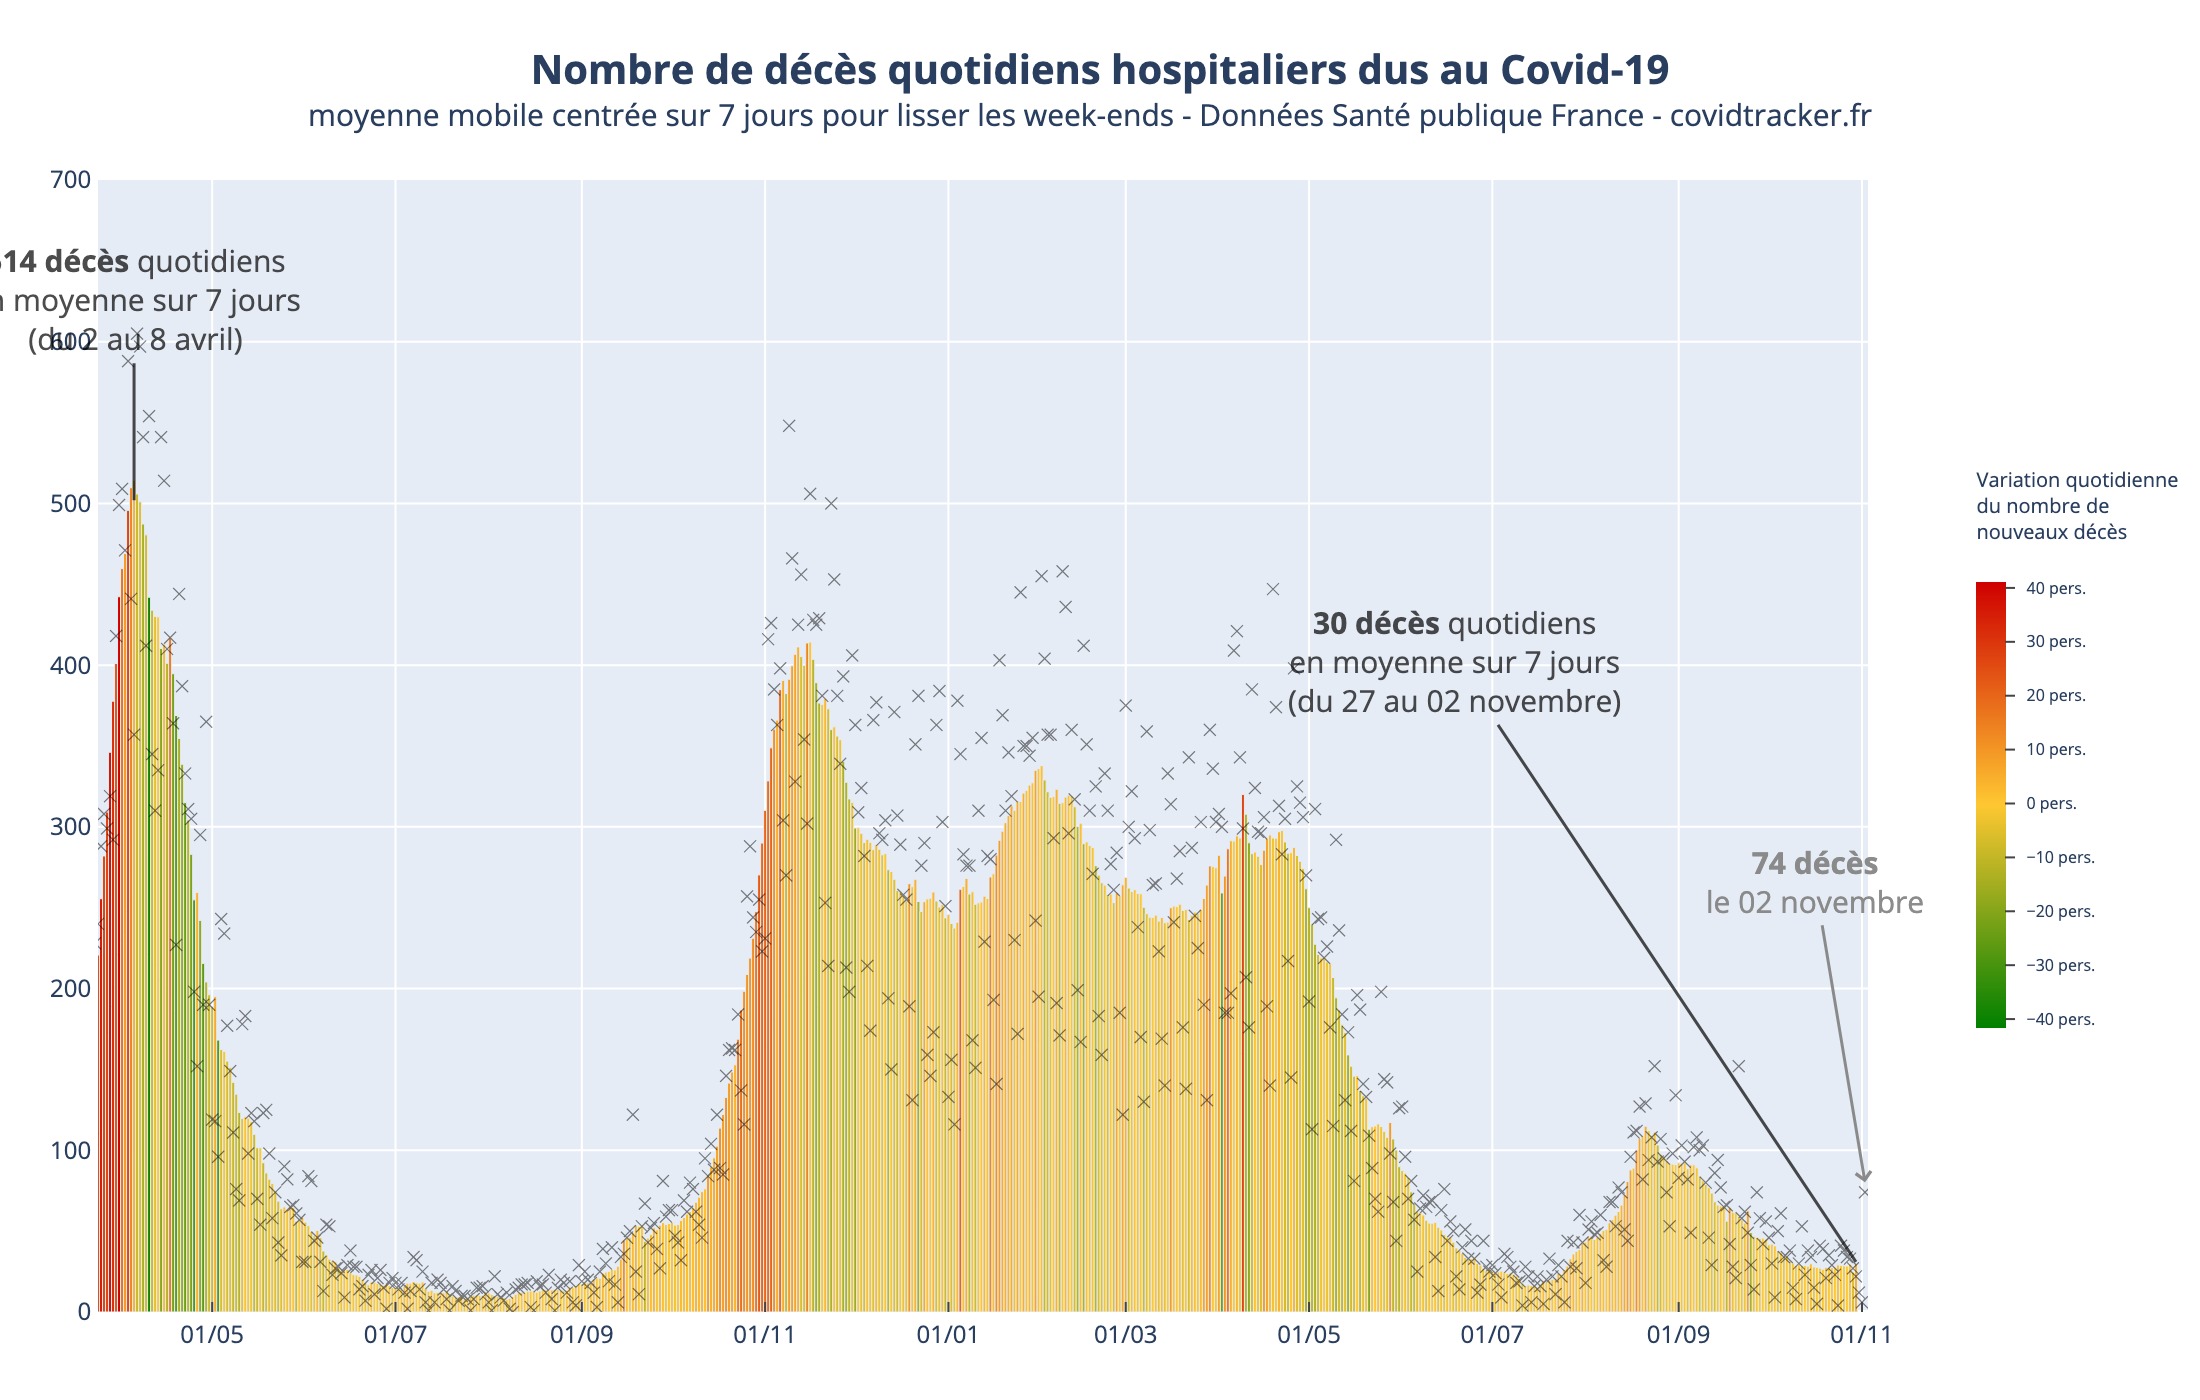 Nombre de décès quotidiens hospitaliers dus au Covid-19
moyenne mobile centrée sur 7 jours pour lisser les week-ends - Données Santé publique France - covidtracker.fr
700
14 décès quotidiens
moyenne sur 7 jours
(du 2 au 8 avril)
600
500
400
300
200
100
0
30 décès quotidiens
en moyenne sur 7 jours
(du 27 au 02 novembre)
74 décès
le 02 novembre
01/05
01/07
01/09
01/11
01/01
01/03
01/05
01/07
01/09
01/11
Variation quotidienne
du nombre de
nouveaux décès
40 pers.
30 pers.
20 pers.
10 pers.
0 pers.
−10 pers.
−20 pers.
−30 pers.
−40 pers.